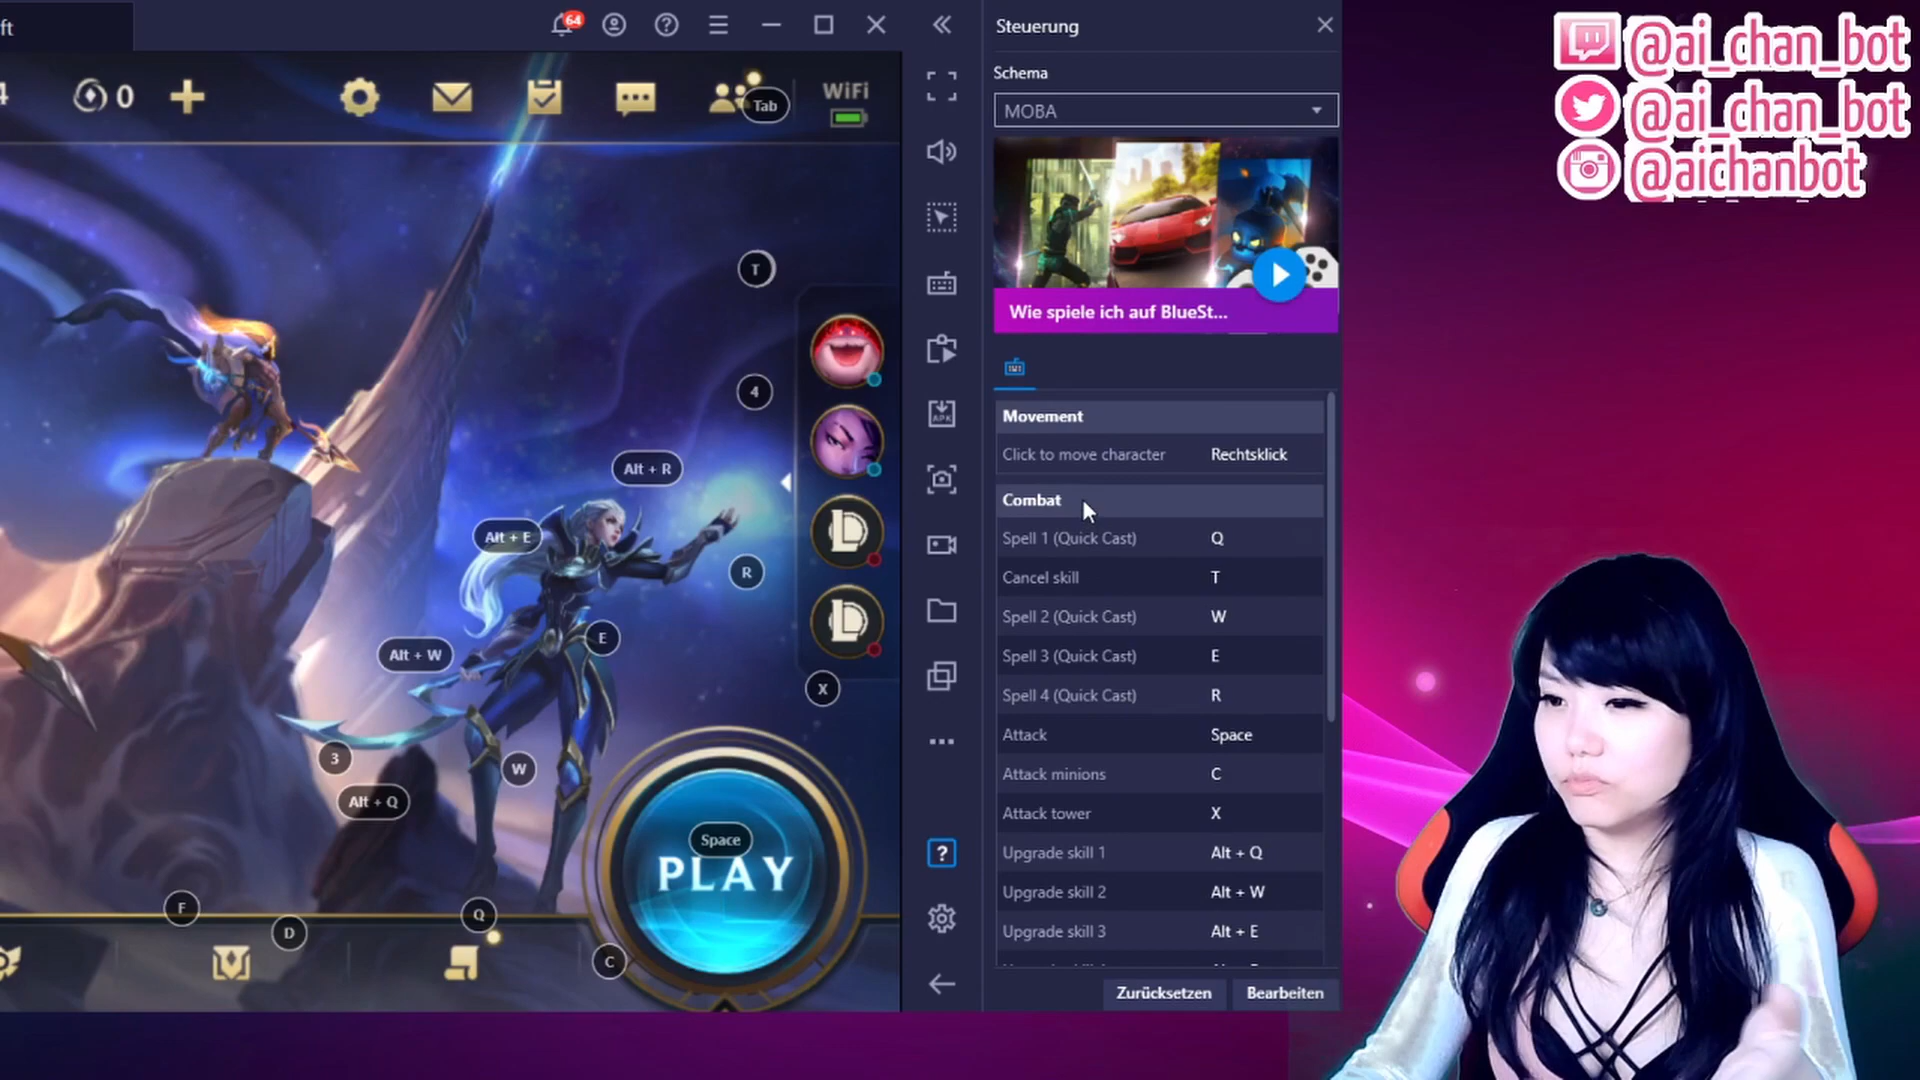 ft
64
Steuerung
@ai_chan_bot
@ai_chan_bot
@aichanbot
Schema
MOBA
4
0
Tab
WiFi
Wie spiele ich auf BlueSt...
T
4
Alt + R
Alt + E
R
E
Alt + W
X
3
W
Alt + Q
Space
PLAY
F
D
Q
C
APK
?
Movement
Click to move character Rechtsklick
Combat
Spell 1 (Quick Cast) Q
Cancel skill T
Spell 2 (Quick Cast) W
Spell 3 (Quick Cast) E
Spell 4 (Quick Cast) R
Attack Space
Attack minions C
Attack tower X
Upgrade skill 1 Alt + Q
Upgrade skill 2 Alt + W
Upgrade skill 3 Alt + E
Zurücksetzen Bearbeiten